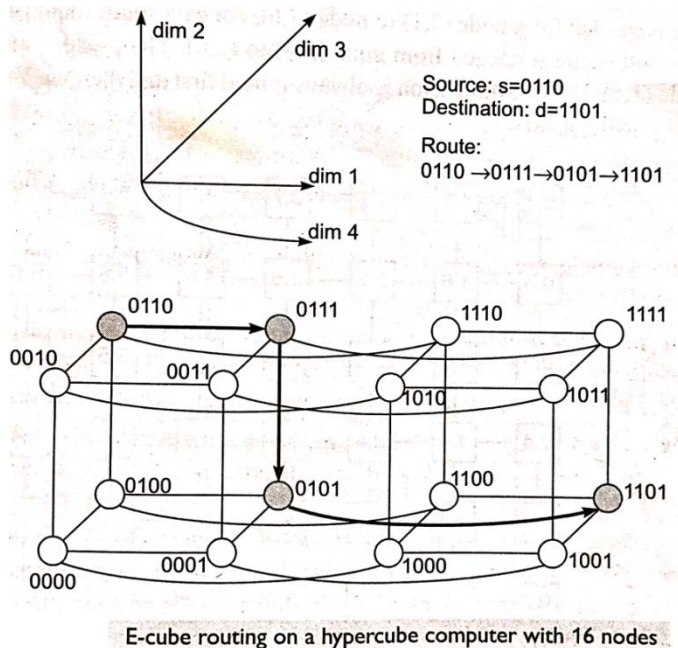 dim 2
dim 3
Source: s=0110
Destination: d=1101
Route:
0110 →0111→0101→1101
dim 1
dim 4
0110
0111
1110
1111
0010
0011
1010
1011
0100
0101
1100
1101
0000
0001
1000
1001
E-cube routing on a hypercube computer with 16 nodes